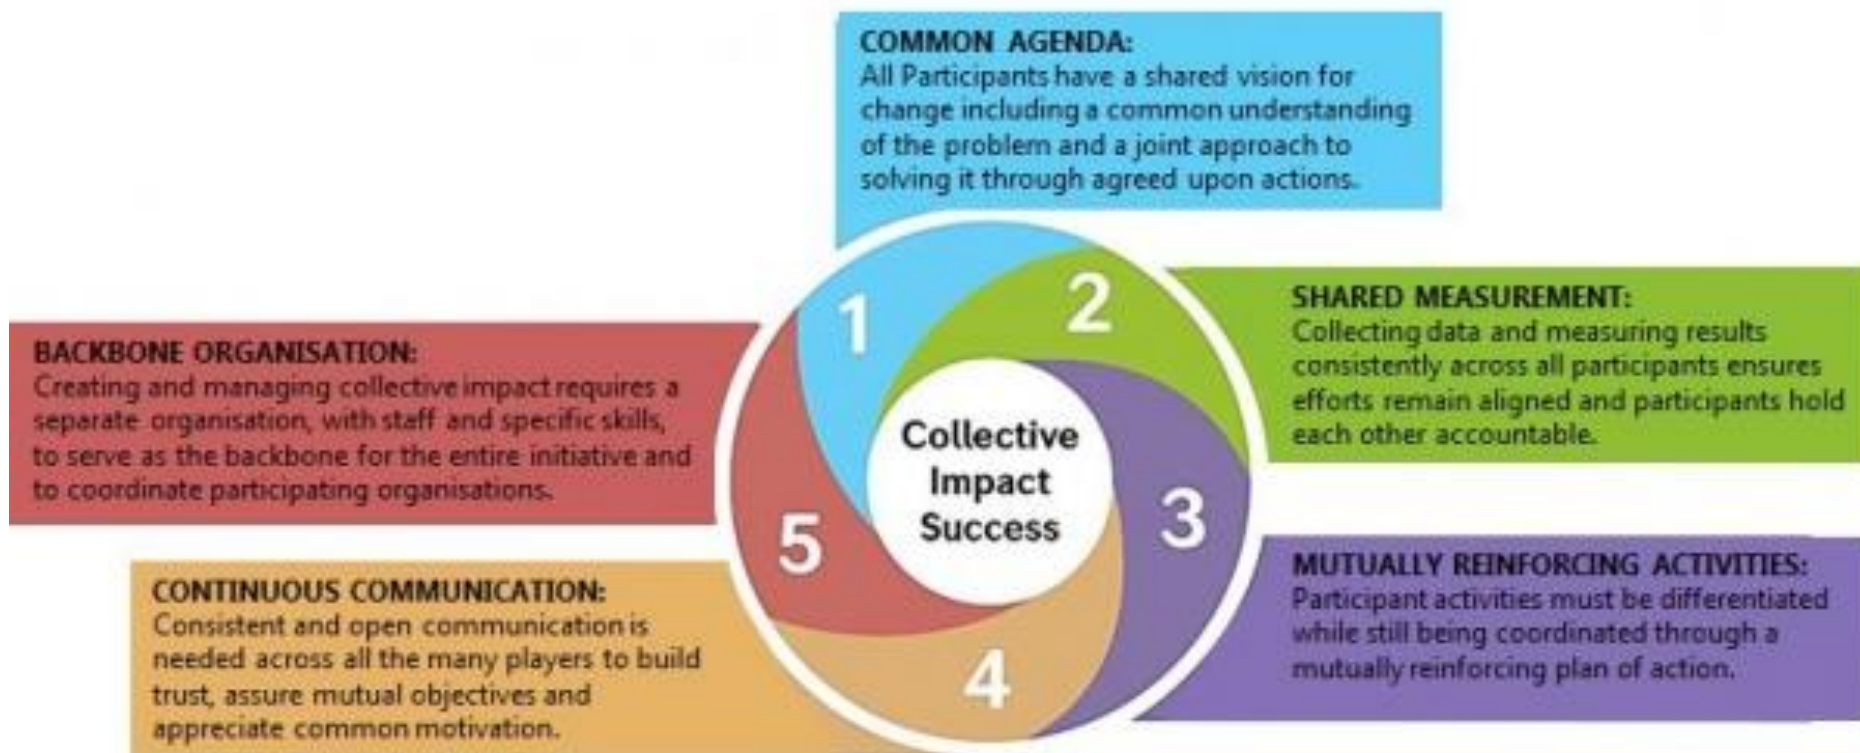 COMMON AGENDA:
All Participants have a shared vision for
change including a common understanding
of the problem and a joint approach to
solving it through agreed upon actions.
1
2
SHARED MEASUREMENT:
Collecting data and measuring results
consistently across all participants ensures
efforts remain aligned and participants hold
each other accountable.
BACKBONE ORGANISATION:
Creating and managing collective impact requires a
separate organisation, with staff and specific skills,
to serve as the backbone for the entire initiative and
to coordinate participating organisations.
Collective
Impact
Success
3
5
MUTUALLY REINFORCING ACTIVITIES:
Participant activities must be differentiated
while still being coordinated through a
mutually reinforcing plan of action.
CONTINUOUS COMMUNICATION:
Consistent and open communication is
needed across all the many players to build
trust, assure mutual objectives and
appreciate common motivation.
4